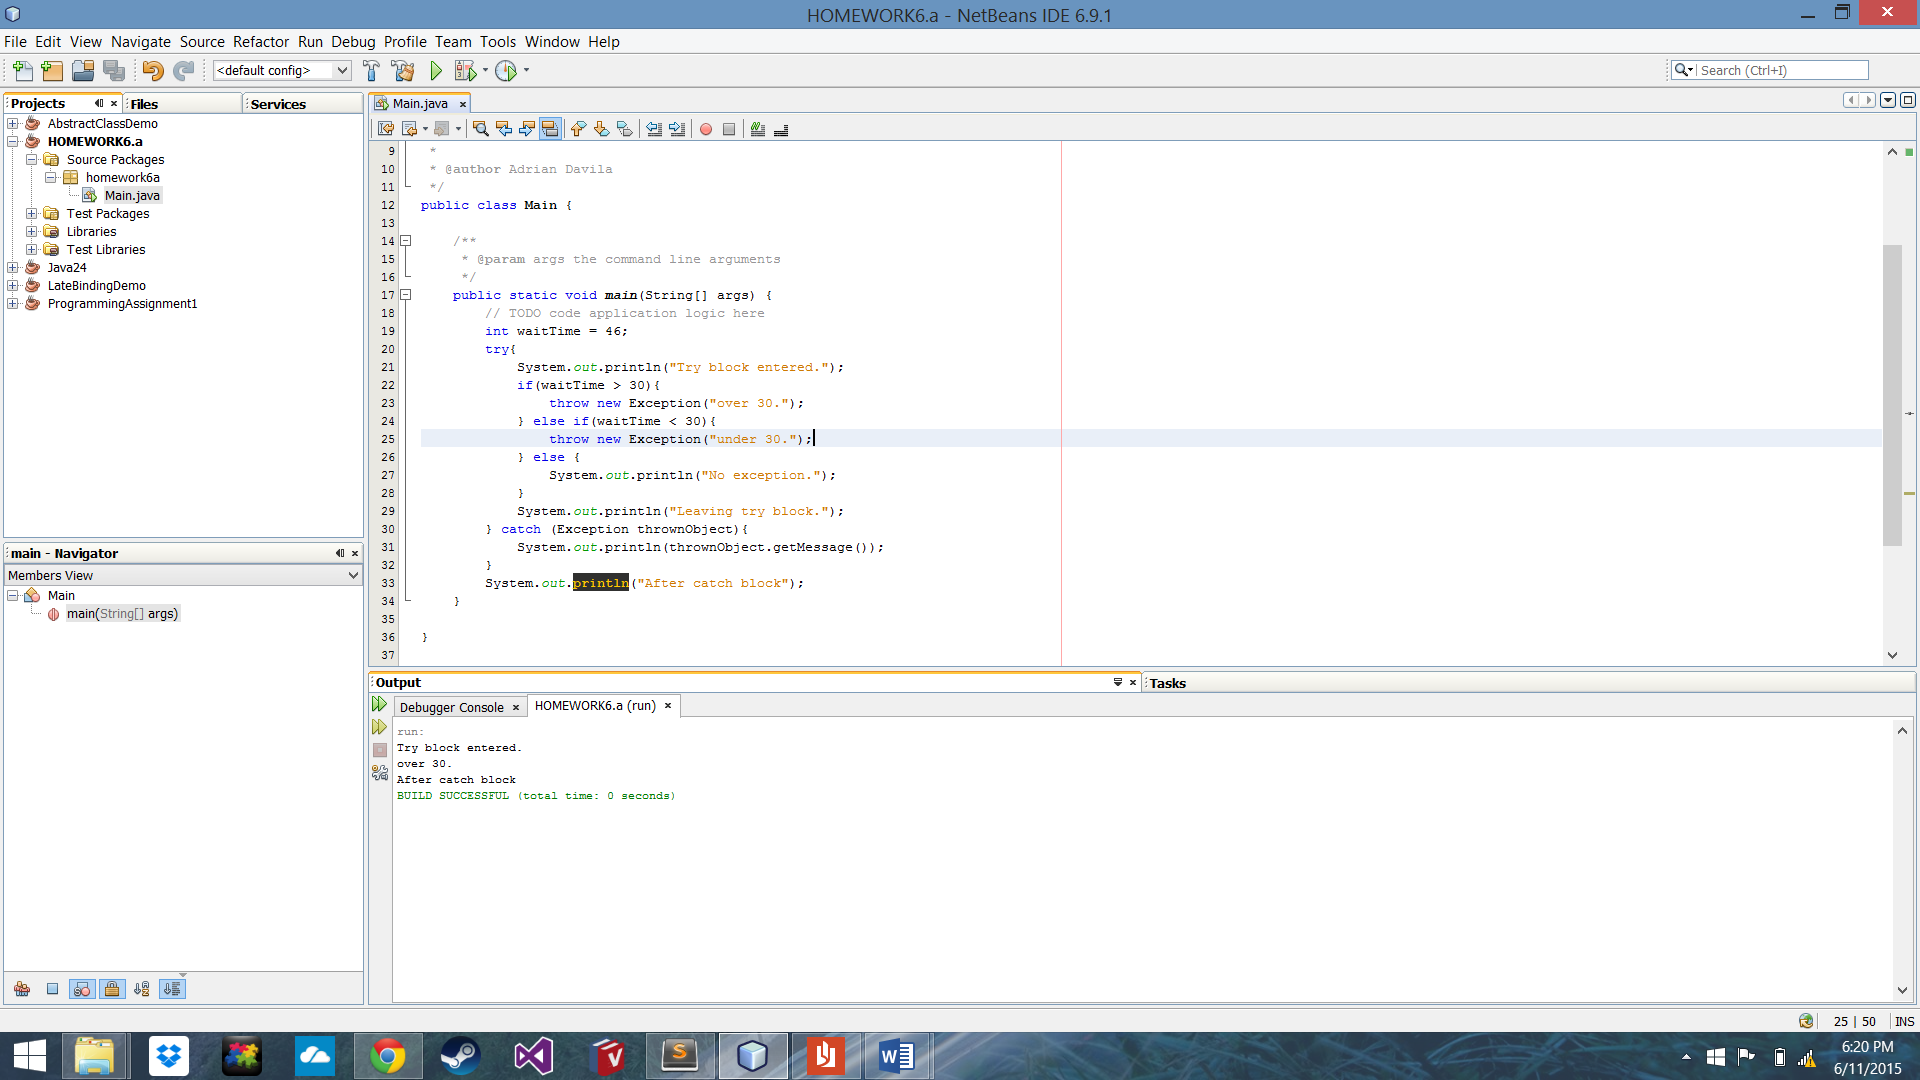 HOMEWORK6.a - NetBeans IDE 6.9.1
File Edit View Navigate Source Refactor Run Debug Profile Team Tools Window Help
<default config>
Search (Ctrl+I)
Projects
Files
Services
AbstractClassDemo
HOMEWORK6.a
Source Packages
homework6a
Main.java
Test Packages
Libraries
Test Libraries
Java24
LateBindingDemo
ProgrammingAssignment1
main - Navigator
Members View
Main
main(String[] args)
Main.java
9 *
10 * @author Adrian Davila
11 */
12 public class Main {
13
14 /**
15 * @param args the command line arguments
16 */
17 public static void main(String[] args) {
18 // TODO code application logic here
19 int waitTime = 46;
20 try{
21 System.out.println("Try block entered.");
22 if(waitTime > 30){
23 throw new Exception("over 30.");
24 } else if(waitTime < 30){
25 throw new Exception("under 30.");
26 } else {
27 System.out.println("No exception.");
28 }
29 System.out.println("Leaving try block.");
30 } catch (Exception thrownObject){
31 System.out.println(thrownObject.getMessage());
32 }
33 System.out.println("After catch block");
34 }
35
36 }
37
Output
Tasks
Debugger Console
HOMEWORK6.a (run)
run:
Try block entered.
over 30.
After catch block
BUILD SUCCESSFUL (total time: 0 seconds)
25 | 50 INS
6:20 PM
6/11/2015